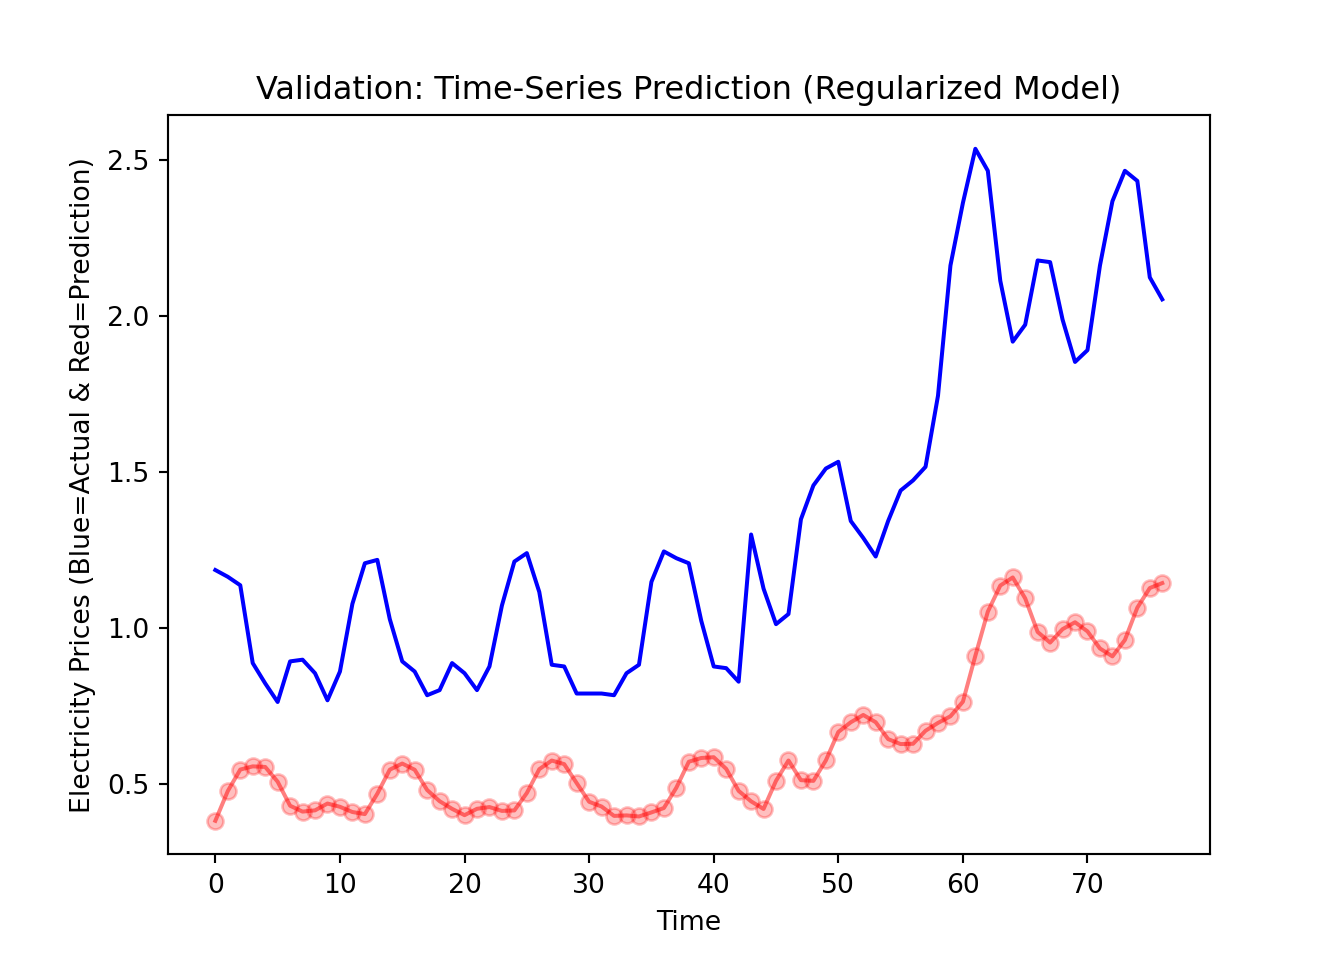 Validation: Time-Series Prediction (Regularized Model)
Electricity Prices (Blue=Actual & Red=Prediction)
2.5
2.0
1.5
1.0
0.5
0 10 20 30 40 50 60 70
Time